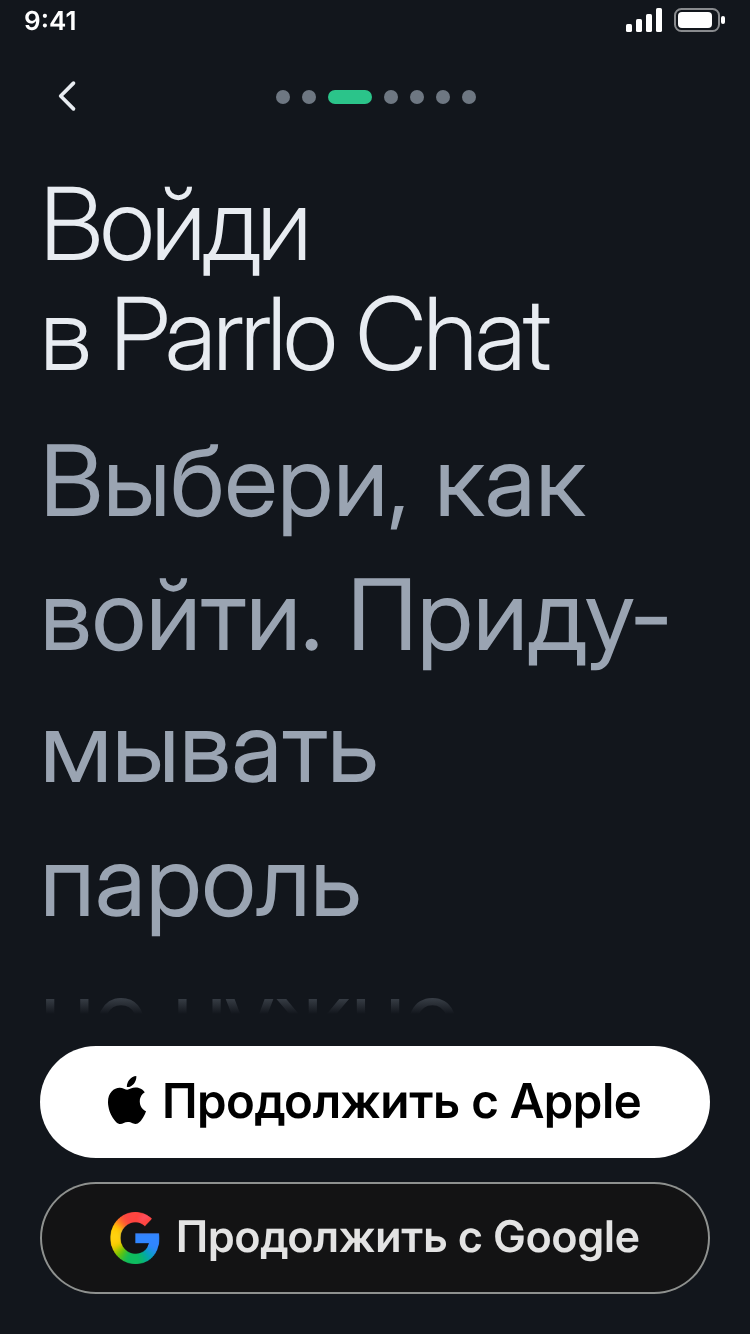 9:41
Войди
в Parrlo Chat
Выбери, как
войти. Приду-
мывать
пароль
Продолжить с Apple
Продолжить с Google